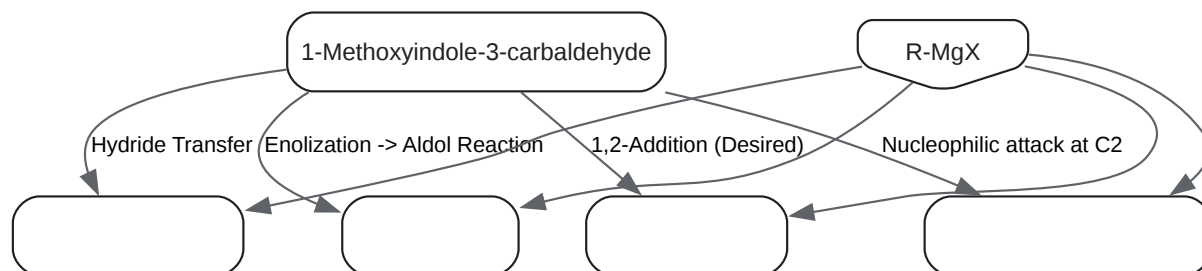 1-Methoxyindole-3-carbaldehyde
R-MgX
Hydride Transfer
Enolization -> Aldol Reaction
1,2-Addition (Desired)
Nucleophilic attack at C2